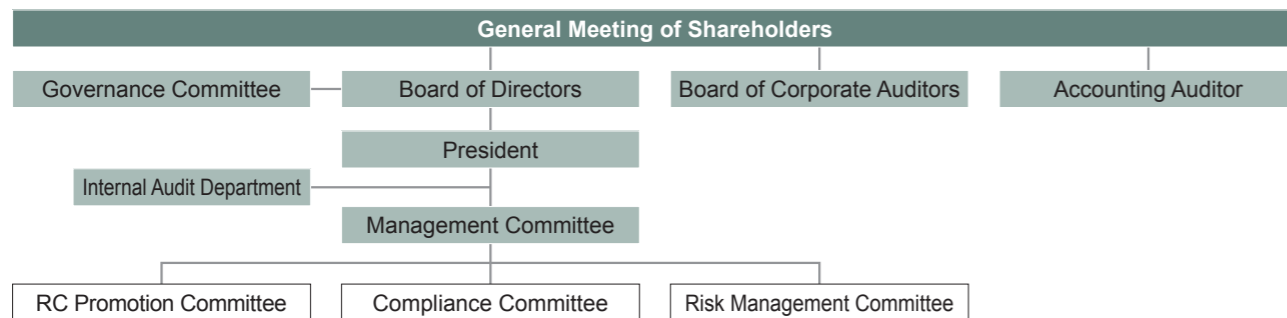 General Meeting of Shareholders
Governance Committee
Board of Directors
Board of Corporate Auditors
Accounting Auditor
President
Internal Audit Department
Management Committee
RC Promotion Committee
Compliance Committee
Risk Management Committee